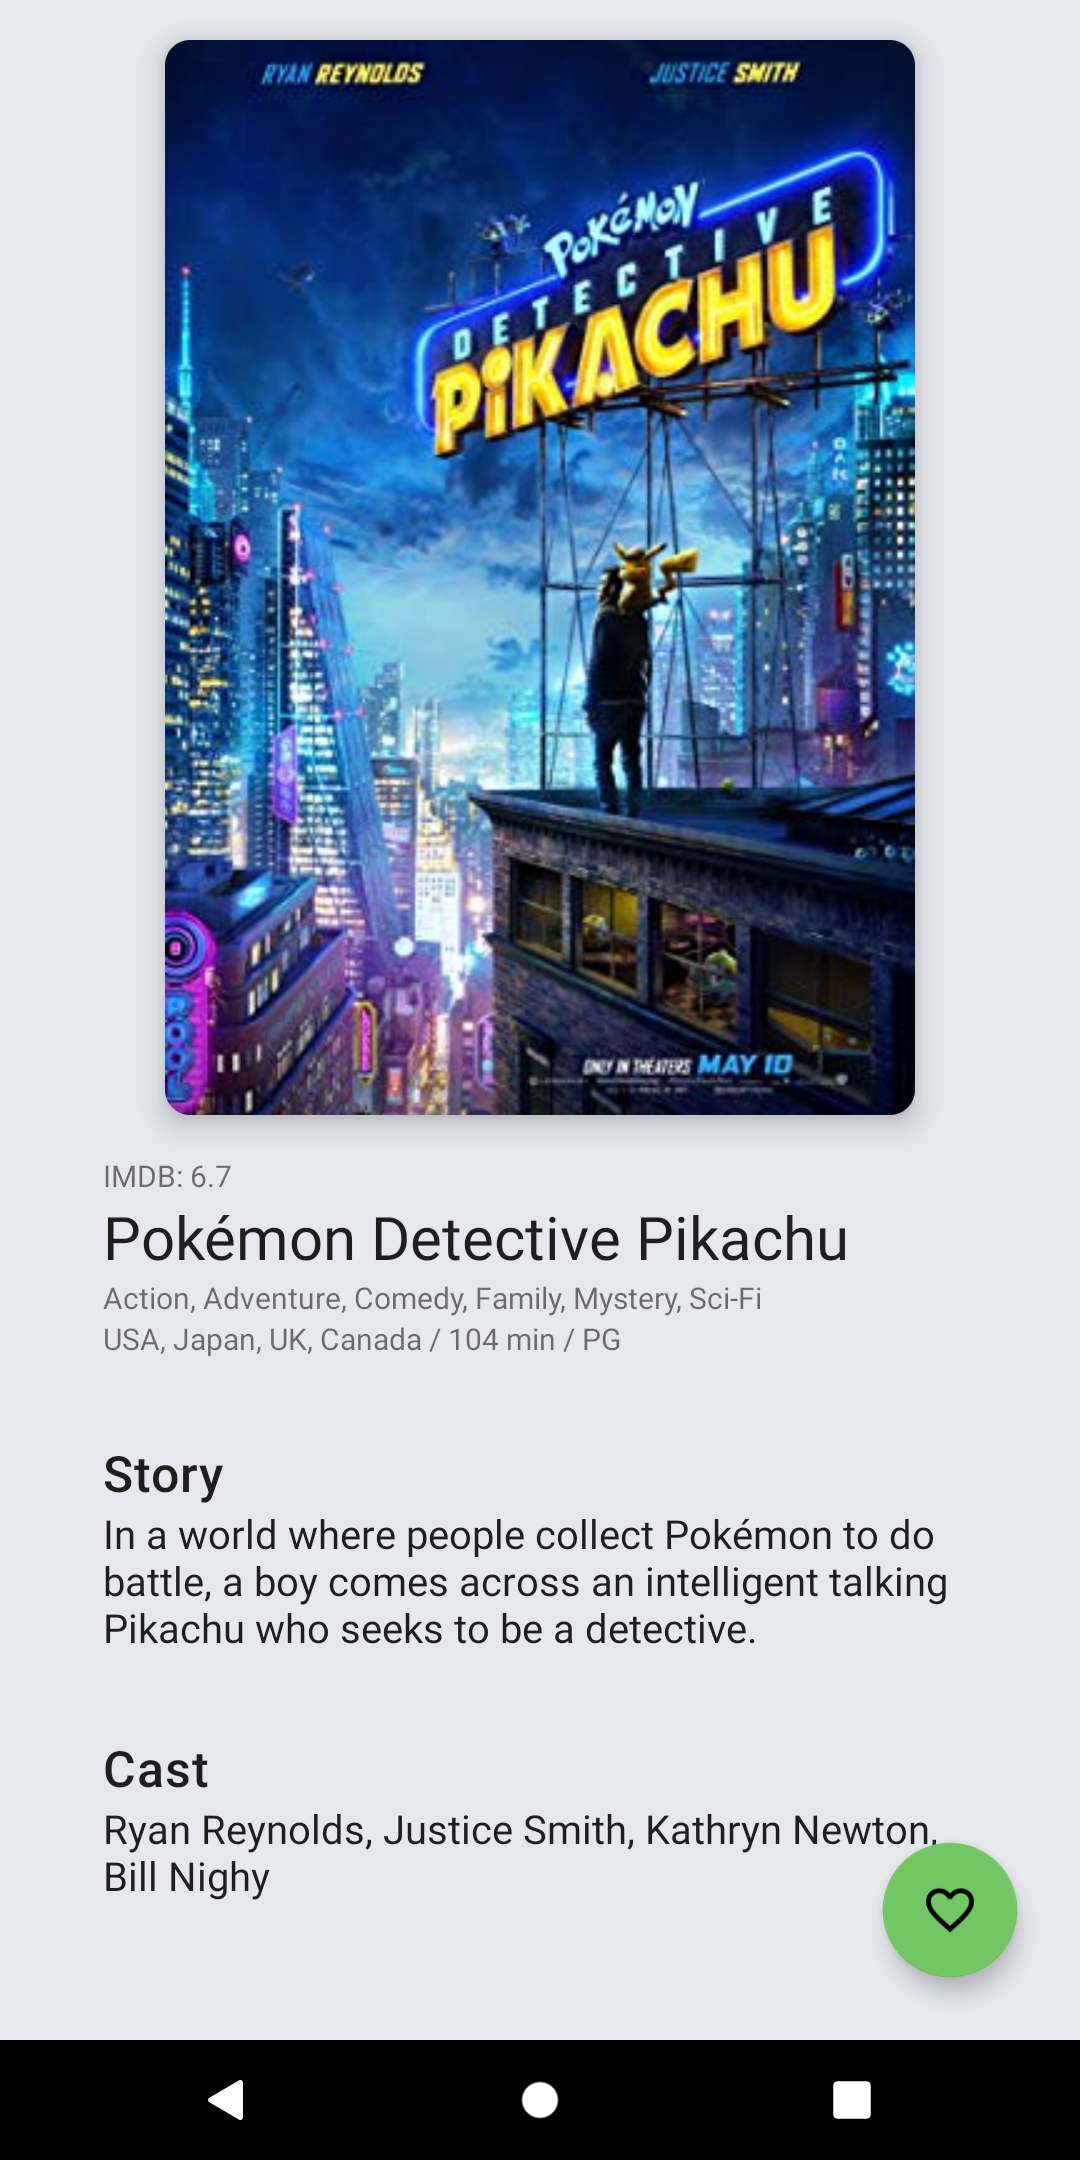 RYAN REYNOLDS JUSTICE SMITH
POKéMON
DETECTIVE
PiKACHU
ONLY IN THEATERS MAY 10
IMDB: 6.7
Pokémon Detective Pikachu
Action, Adventure, Comedy, Family, Mystery, Sci-Fi
USA, Japan, UK, Canada / 104 min / PG
Story
In a world where people collect Pokémon to do
battle, a boy comes across an intelligent talking
Pikachu who seeks to be a detective.
Cast
Ryan Reynolds, Justice Smith, Kathryn Newton,
Bill Nighy